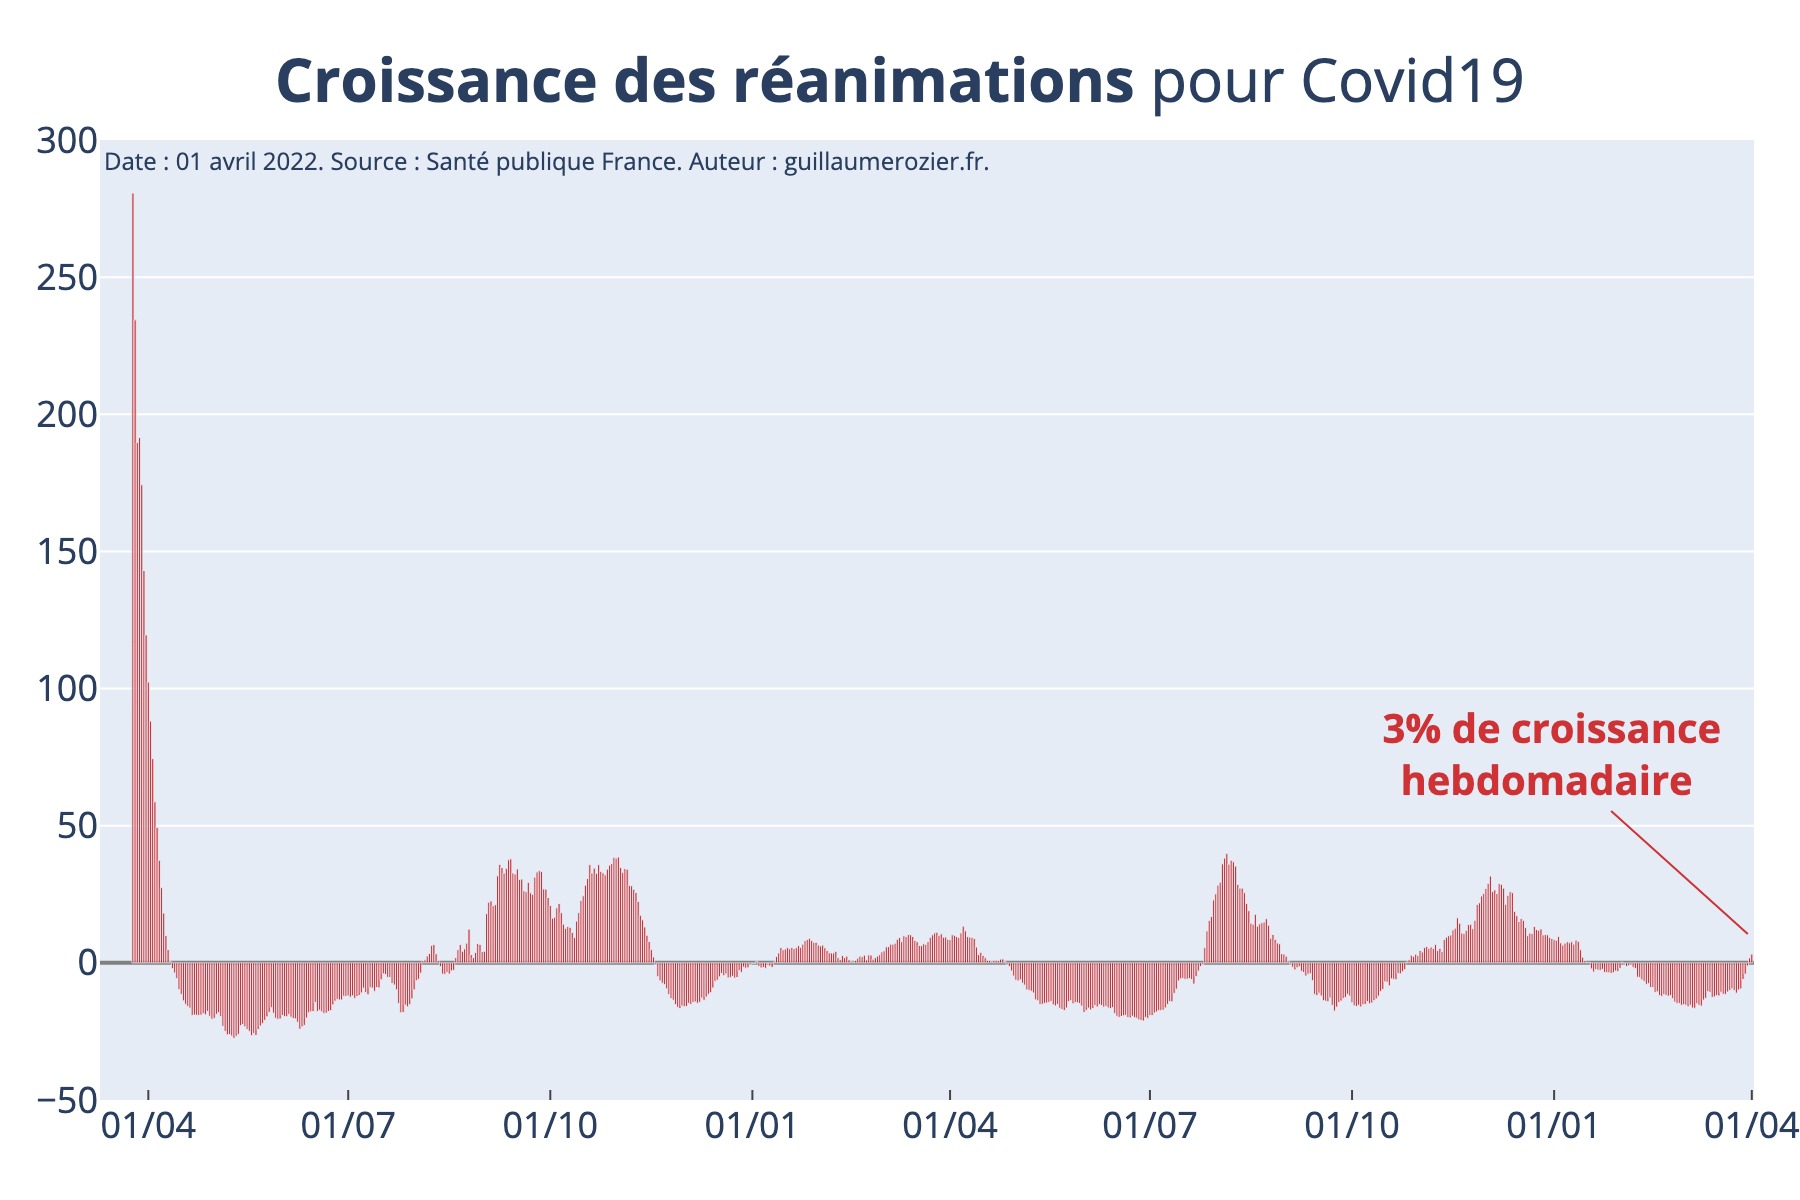 Croissance des réanimations pour Covid19
300
Date : 01 avril 2022. Source : Santé publique France. Auteur : guillaumerozier.fr.
250
200
150
100
3% de croissance
hebdomadaire
50
0
−50
01/04 01/07 01/10 01/01 01/04 01/07 01/10 01/01 01/04